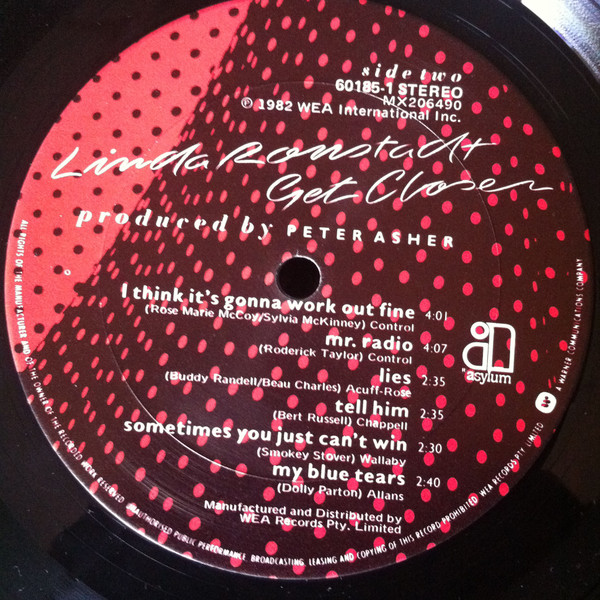 side two
60185-1 STEREO
MX206490
℗ 1982 WEA International Inc.
Linda Ronstadt
Get Closer
produced by PETER ASHER
I think it's gonna work out fine 4:01
(Rose Marie McCoy/Sylvia McKinney) Control
mr. radio 4:07
(Roderick Taylor) Control
lies 2:35
(Buddy Randell/Beau Charles) Acuff-Rose
tell him 2:35
(Bert Russell) Chappell
sometimes you just can't win 2:30
(Smokey Stover) Wallaby
my blue tears 2:40
(Dolly Parton) Allans
Manufactured and Distributed by
WEA Records Pty. Limited
asylum
ALL RIGHTS OF THE MANUFACTURER AND OF THE OWNER OF THE RECORDED WORK RESERVED. UNAUTHORISED PUBLIC PERFORMANCE, BROADCASTING, LEASING AND COPYING OF THIS RECORD PROHIBITED. WEA RECORDS PTY. LIMITED
A WARNER COMMUNICATIONS COMPANY